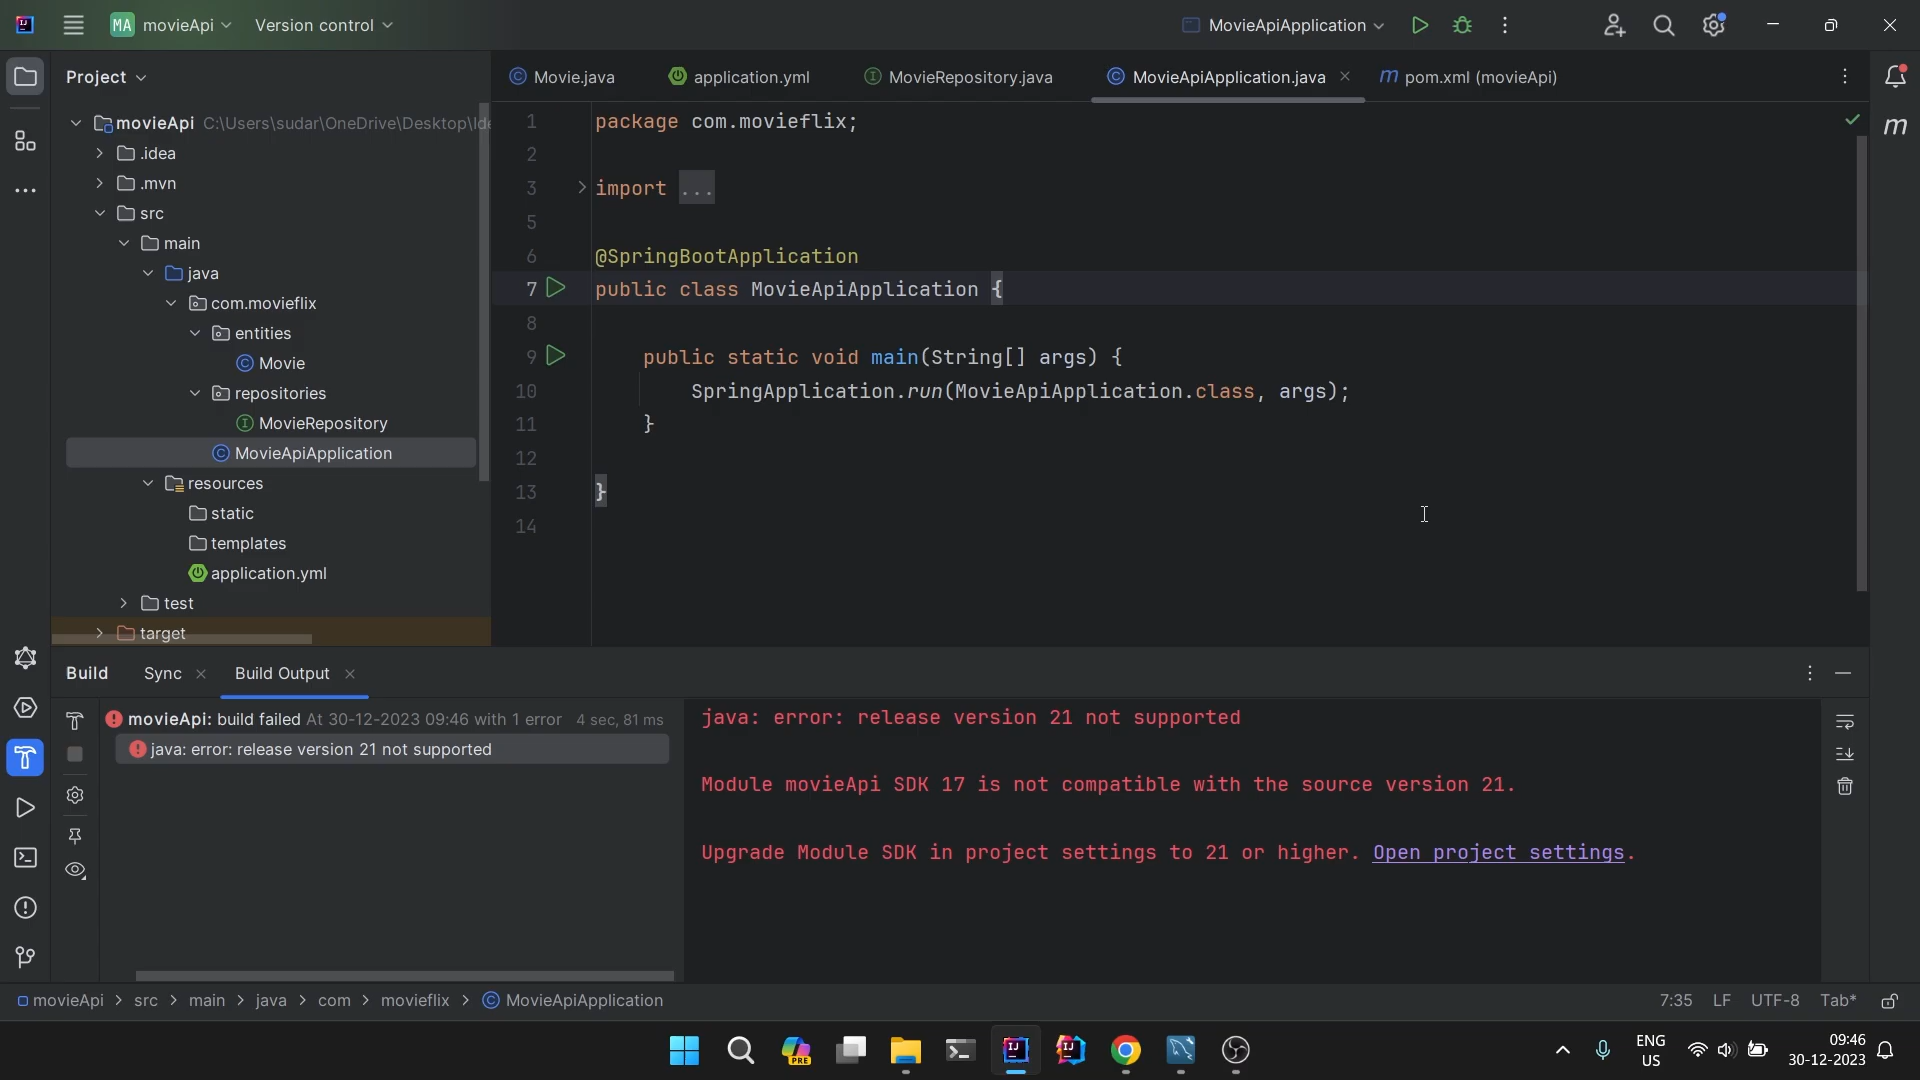 MA movieApi Version control
MovieApiApplication
Project
Movie.java application.yml MovieRepository.java MovieApiApplication.java pom.xml (movieApi)
movieApi C:\Users\sudar\OneDrive\Desktop\Ide
.idea
.mvn
src
main
java
com.movieflix
entities
Movie
repositories
MovieRepository
MovieApiApplication
resources
static
templates
application.yml
test
target
1 package com.movieflix;
2
3 import ...
5
6 @SpringBootApplication
7 public class MovieApiApplication {
8
9 public static void main(String[] args) {
10 SpringApplication.run(MovieApiApplication.class, args);
11 }
12
13 }
14
Build Sync Build Output
movieApi: build failed At 30-12-2023 09:46 with 1 error 4 sec, 81 ms
java: error: release version 21 not supported
java: error: release version 21 not supported
Module movieApi SDK 17 is not compatible with the source version 21.
Upgrade Module SDK in project settings to 21 or higher. Open project settings.
movieApi > src > main > java > com > movieflix > MovieApiApplication
7:35 LF UTF-8 Tab*
PRE
ENG
US
09:46
30-12-2023